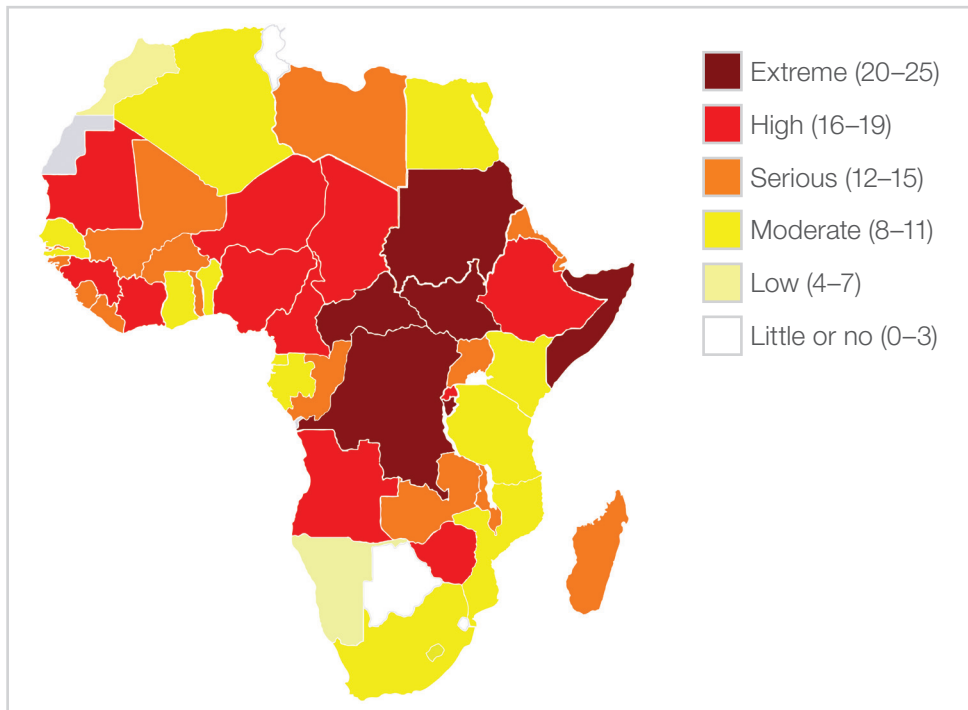 Extreme (20–25)
High (16–19)
Serious (12–15)
Moderate (8–11)
Low (4–7)
Little or no (0–3)